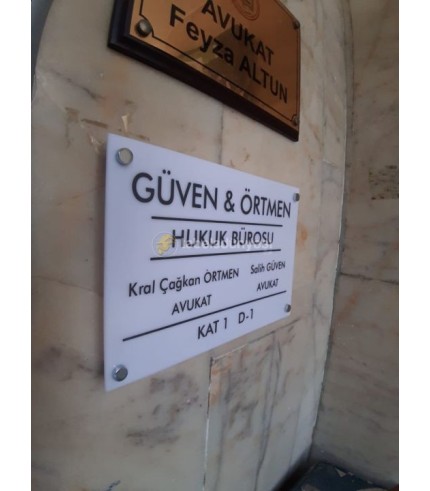 AVUKAT
Feyza ALTUN
GÜVEN & ÖRTMEN
HUKUK BÜROSU
Kral Çağkan ÖRTMEN Salih GÜVEN
AVUKAT AVUKAT
KAT 1 D-1